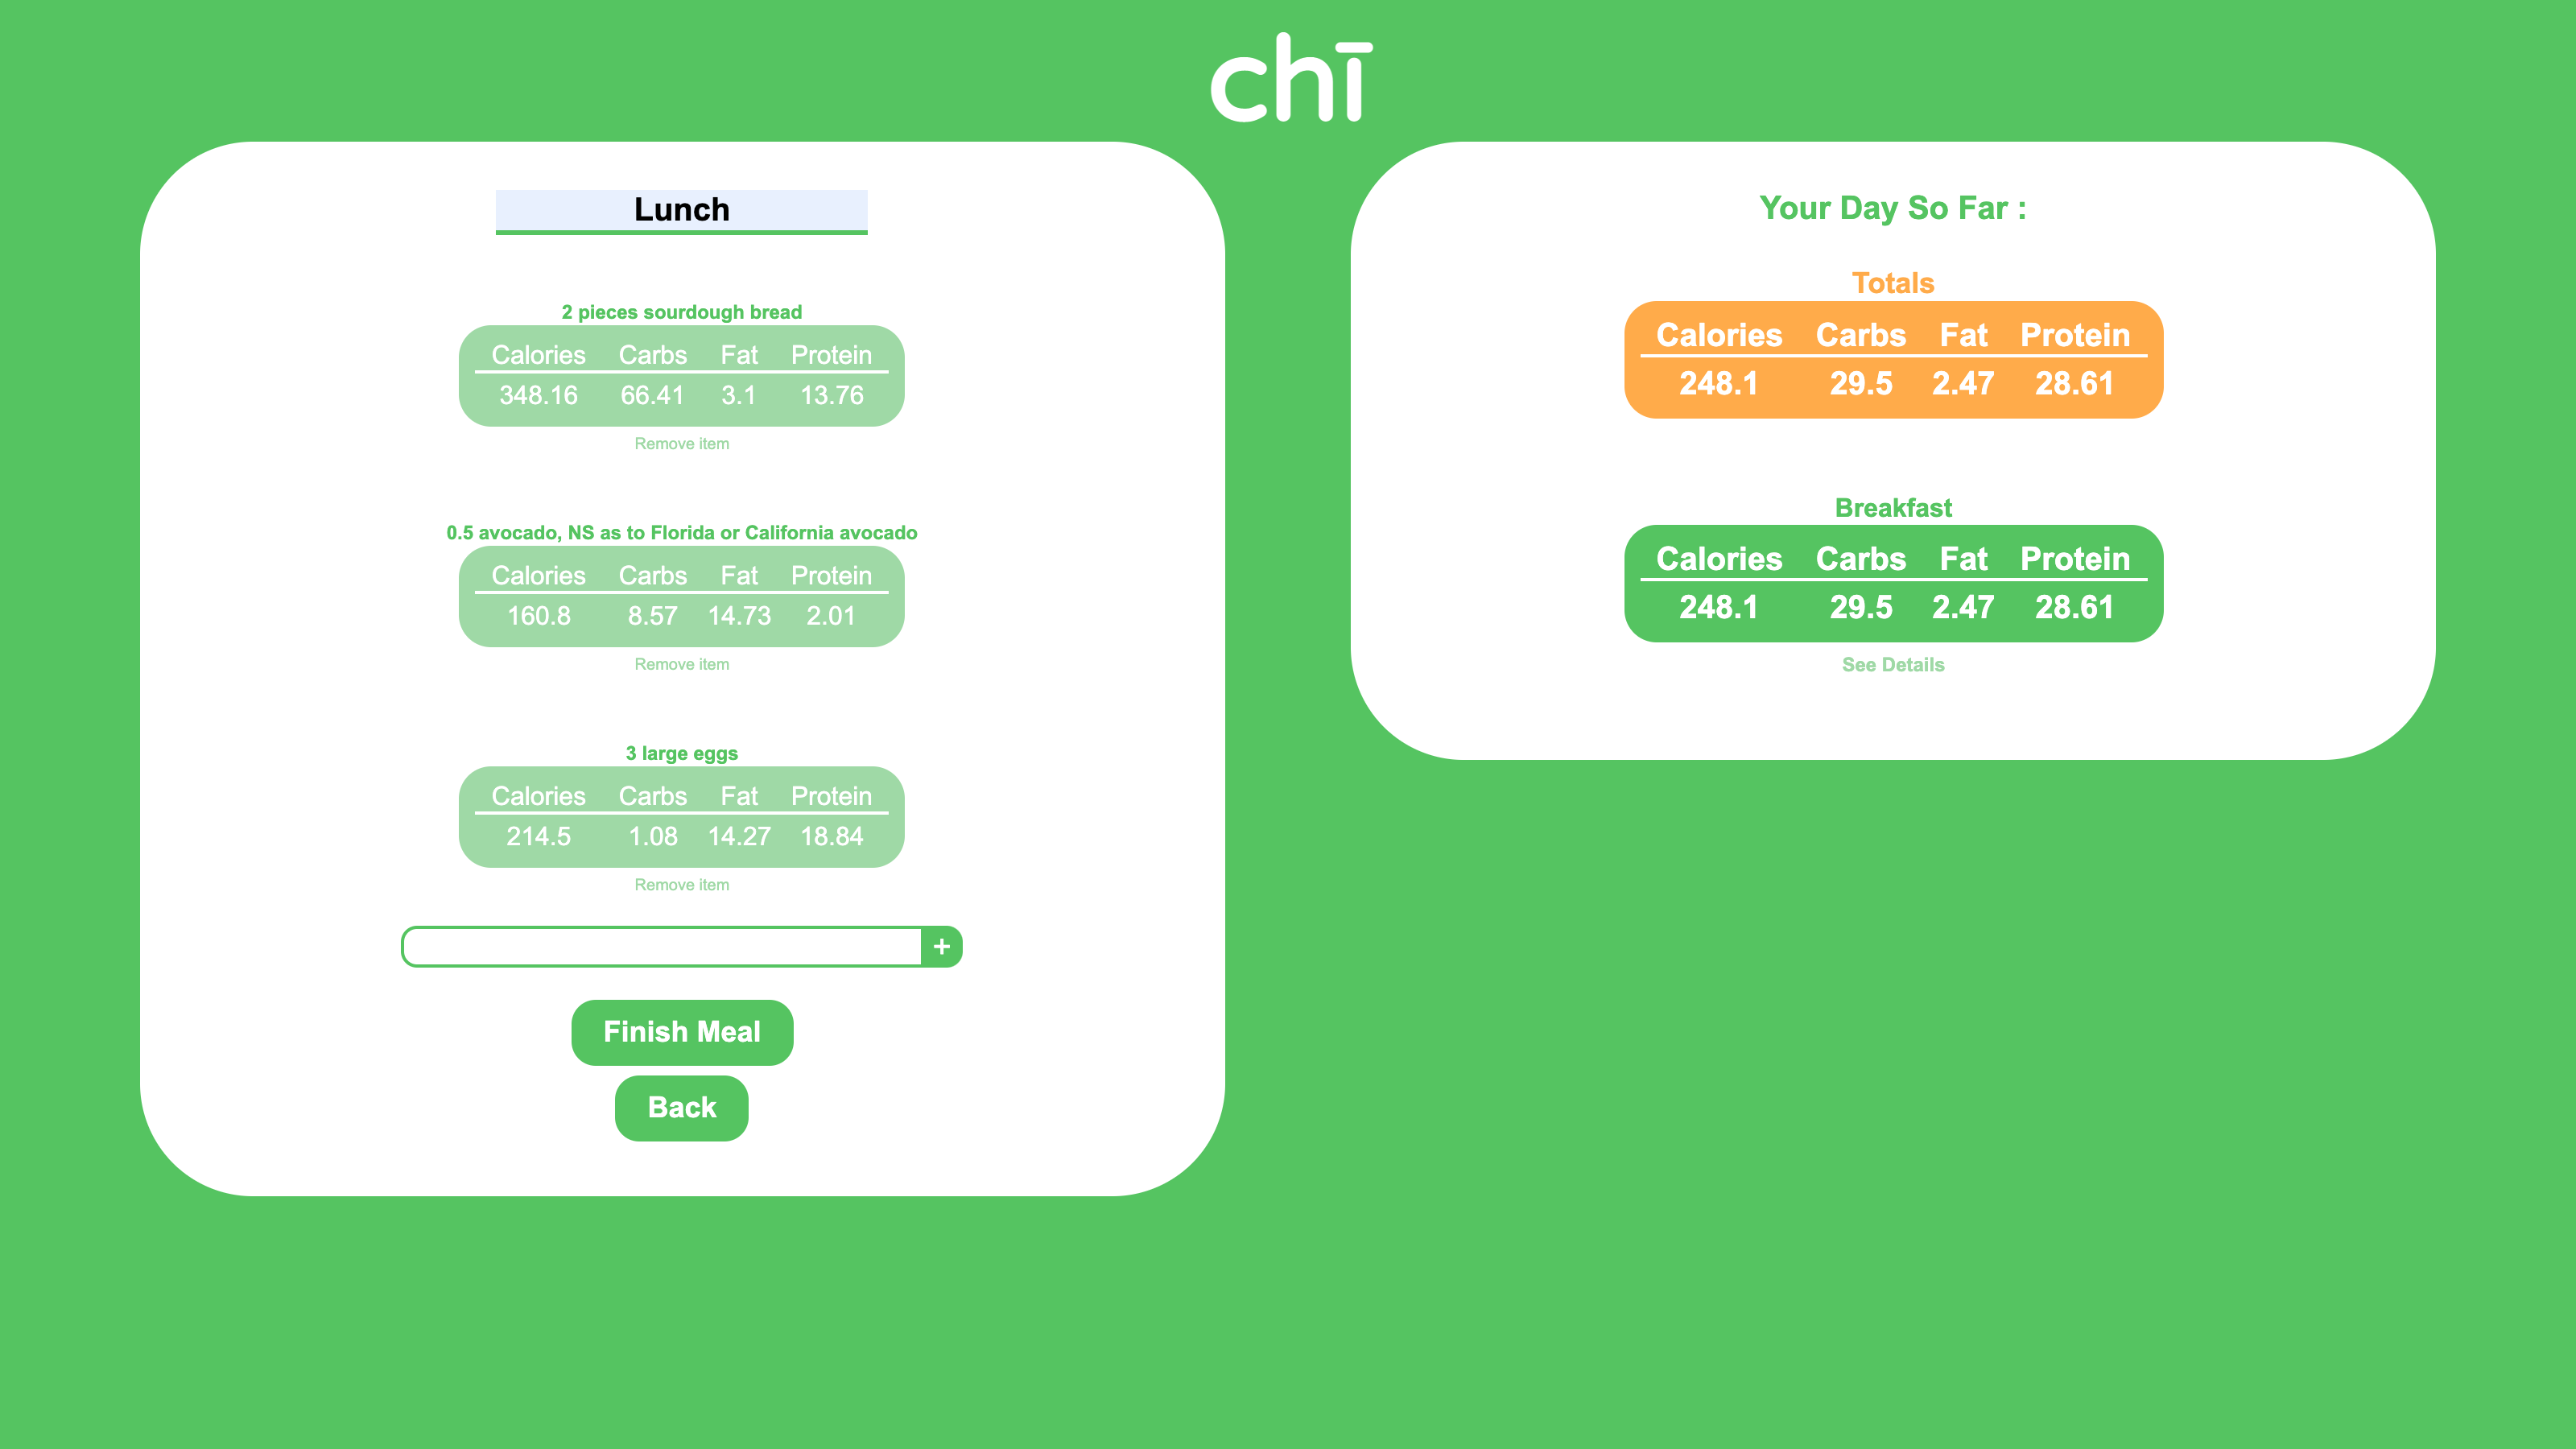 chī
Lunch
2 pieces sourdough bread
Calories Carbs Fat Protein
348.16 66.41 3.1 13.76
Remove item
0.5 avocado, NS as to Florida or California avocado
Calories Carbs Fat Protein
160.8 8.57 14.73 2.01
Remove item
3 large eggs
Calories Carbs Fat Protein
214.5 1.08 14.27 18.84
Remove item
+
Finish Meal
Back
Your Day So Far :
Totals
Calories Carbs Fat Protein
248.1 29.5 2.47 28.61
Breakfast
Calories Carbs Fat Protein
248.1 29.5 2.47 28.61
See Details